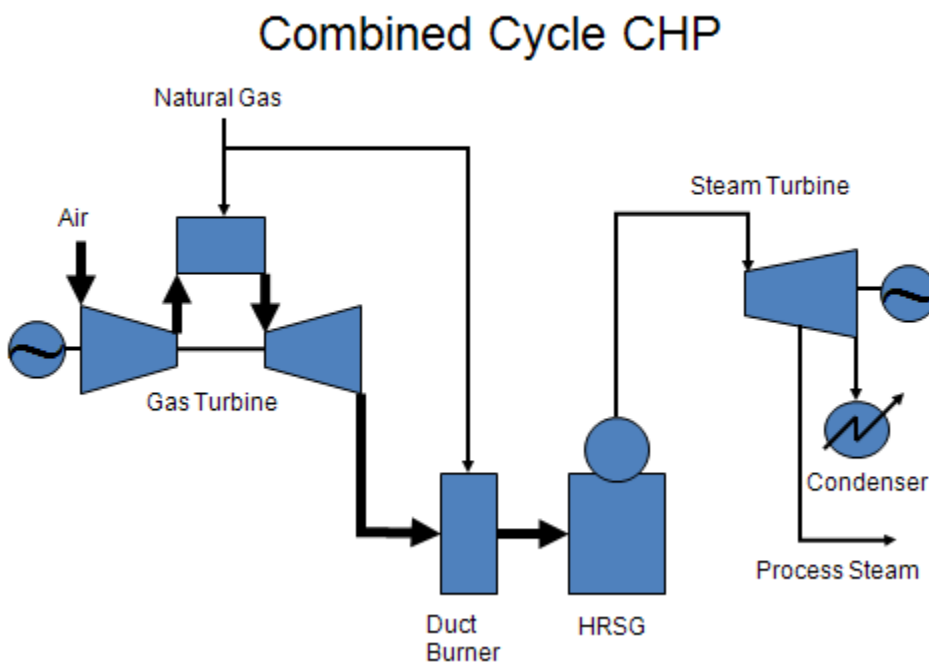 Combined Cycle CHP
Natural Gas
Steam Turbine
Air
Gas Turbine
Condenser
Process Steam
Duct
Burner
HRSG